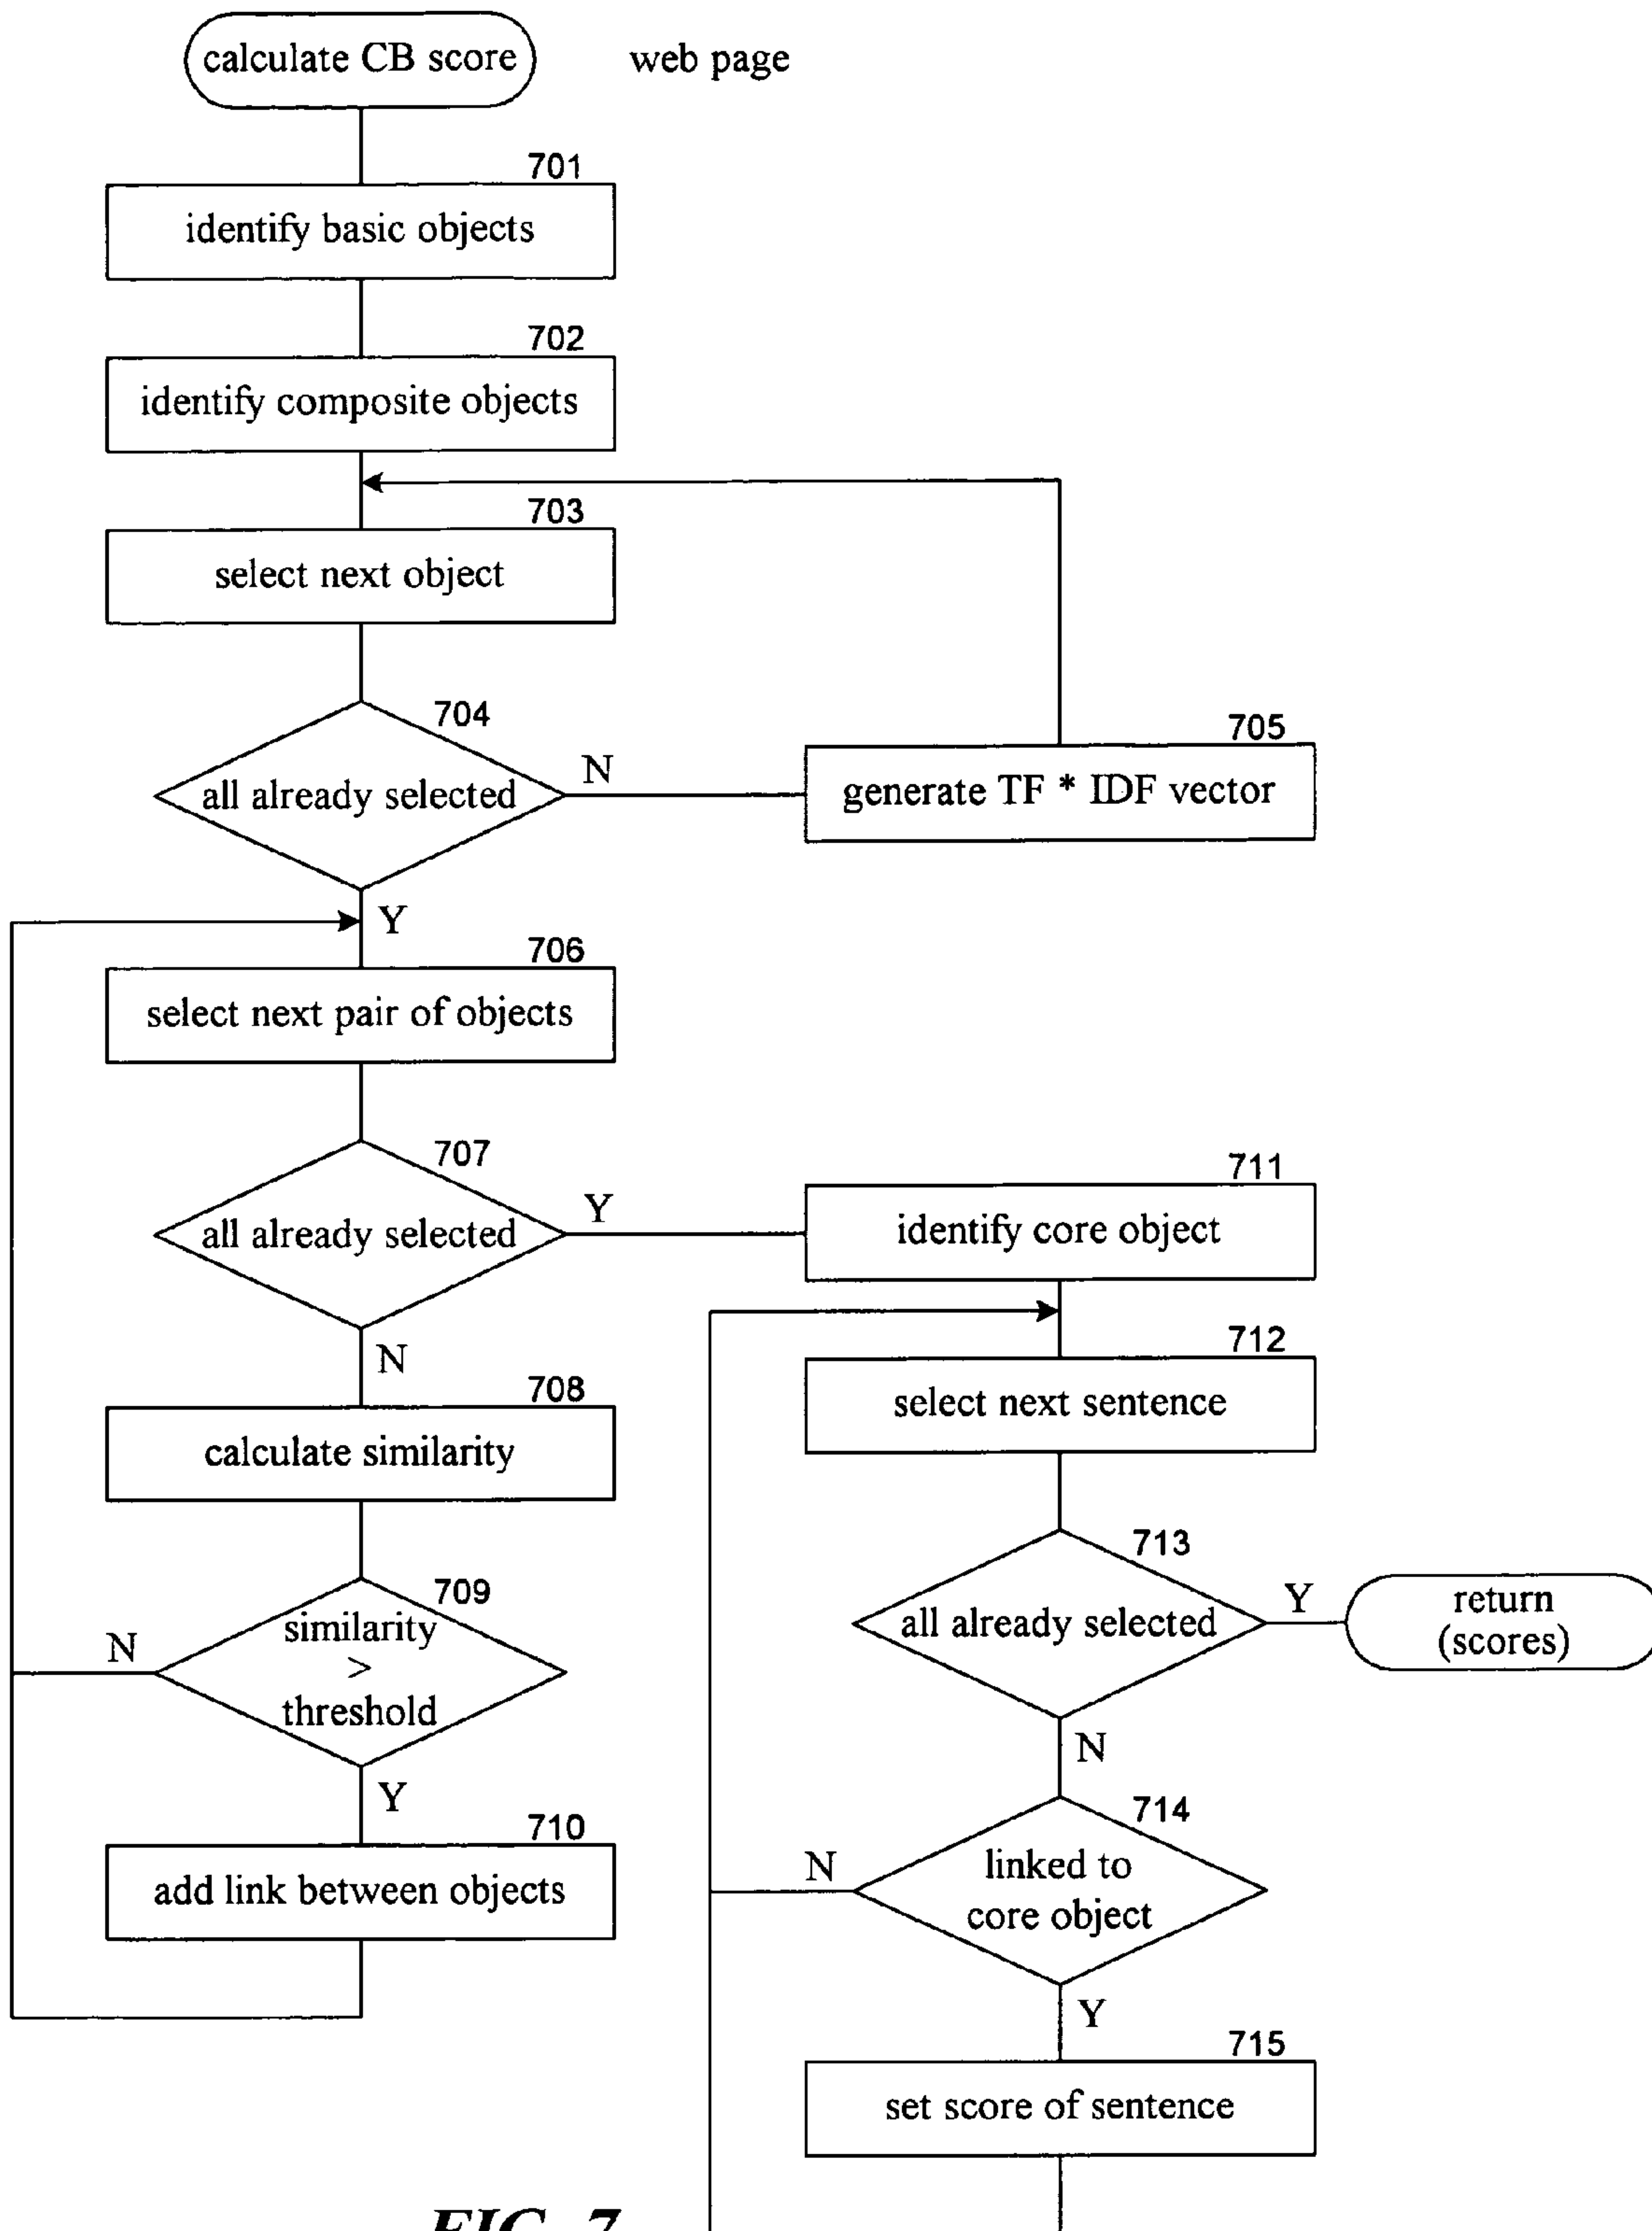 calculate CB score
web page
701
identify basic objects
702
identify composite objects
703
select next object
704
all already selected
N
705
generate TF * IDF vector
Y
706
select next pair of objects
707
all already selected
Y
711
identify core object
N
712
select next sentence
708
calculate similarity
713
all already selected
Y
return
(scores)
709
similarity
>
threshold
N
Y
N
714
linked to
core object
N
710
add link between objects
Y
715
set score of sentence
FIG. 7